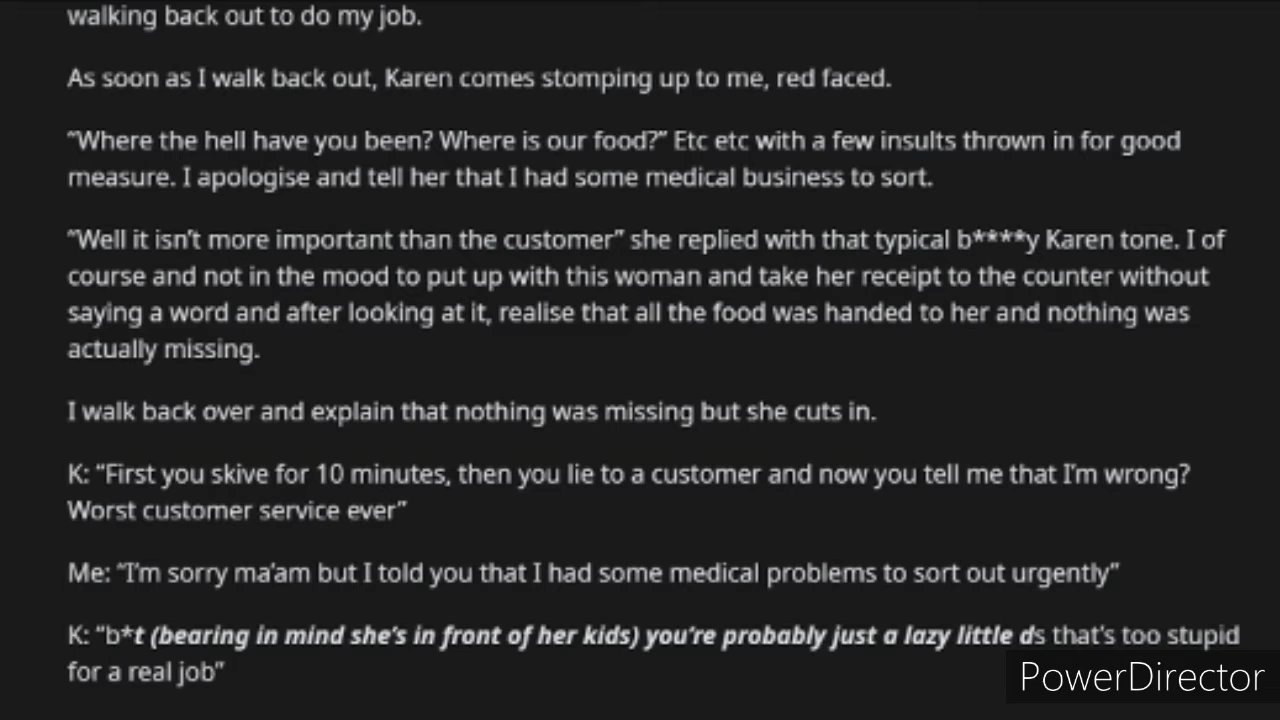 walking back out to do my job.
As soon as I walk back out, Karen comes stomping up to me, red faced.
“Where the hell have you been? Where is our food?” Etc etc with a few insults thrown in for good
measure. I apologise and tell her that I had some medical business to sort.
“Well it isn’t more important than the customer” she replied with that typical b****y Karen tone. I of
course and not in the mood to put up with this woman and take her receipt to the counter without
saying a word and after looking at it, realise that all the food was handed to her and nothing was
actually missing.
I walk back over and explain that nothing was missing but she cuts in.
K: “First you skive for 10 minutes, then you lie to a customer and now you tell me that I’m wrong?
Worst customer service ever”
Me: “I’m sorry ma’am but I told you that I had some medical problems to sort out urgently”
K: “b*t (bearing in mind she’s in front of her kids) you’re probably just a lazy little ds that’s too stupid
for a real job”
PowerDirector